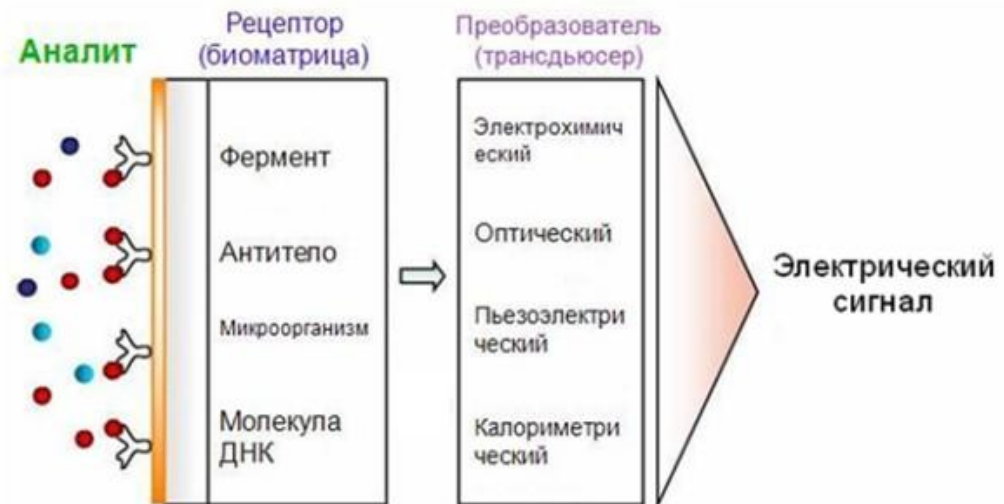 Аналит
Рецептор
(биоматрица)
Преобразователь
(трансдьюсер)
Фермент
Антитело
Микроорганизм
Молекула
ДНК
Электрохимич
еский
Оптический
Пьезоэлектри
ческий
Калориметри
ческий
Электрический
сигнал